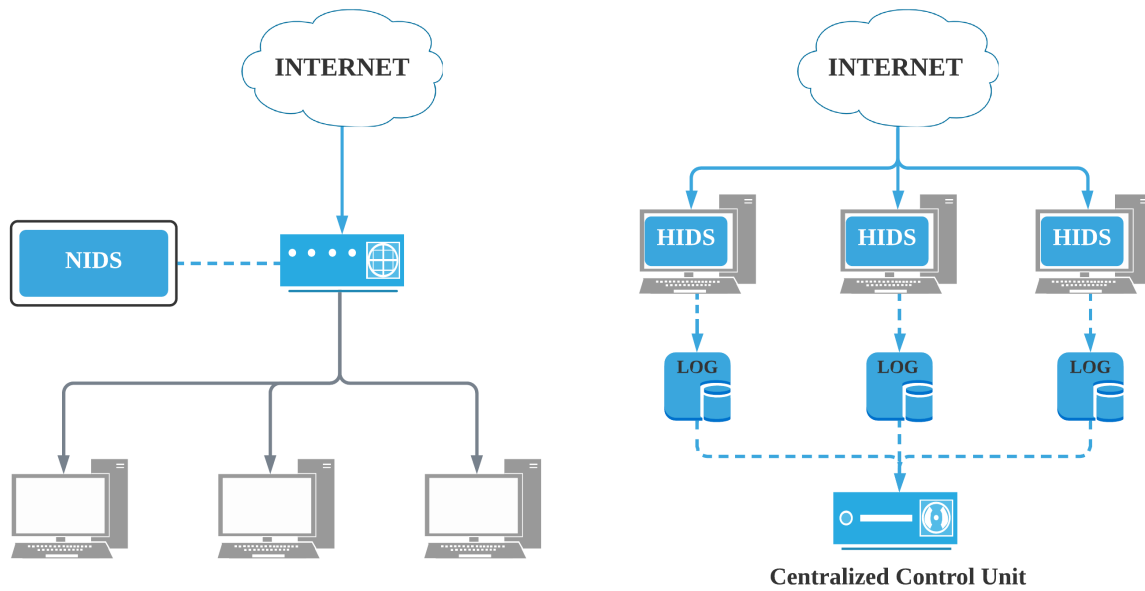 INTERNET
NIDS
INTERNET
HIDS
HIDS
HIDS
LOG
LOG
LOG
Centralized Control Unit